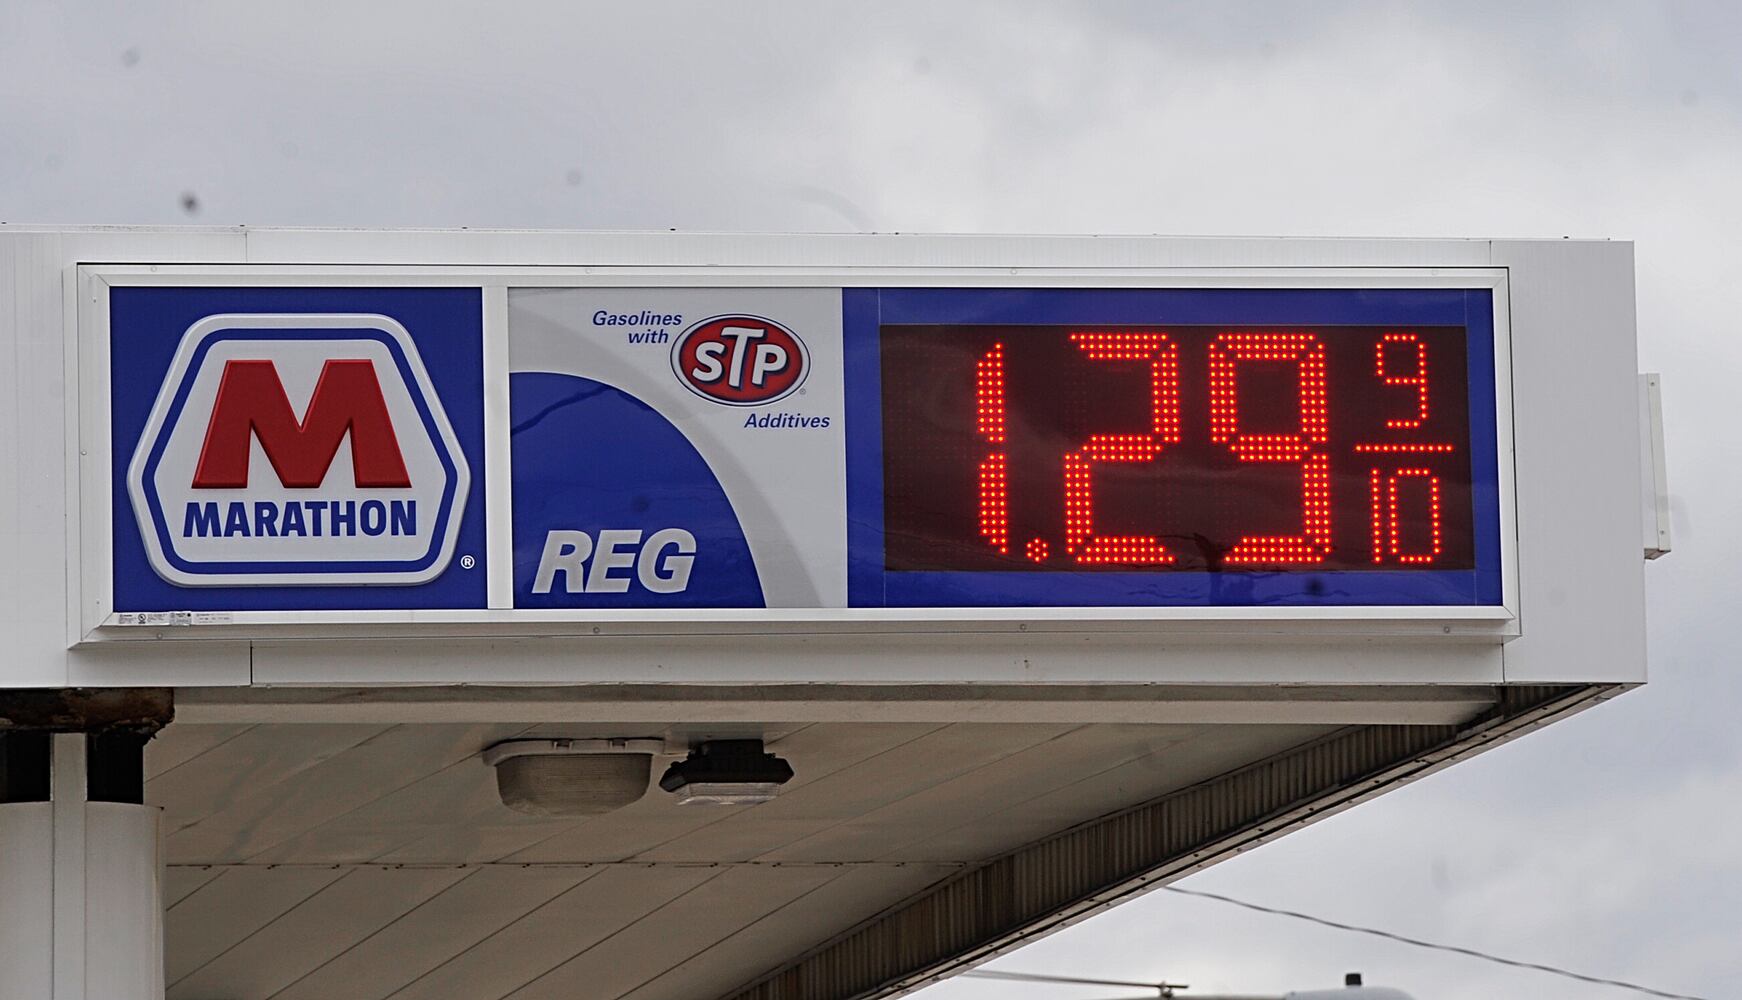 M
MARATHON
®
Gasolines
with
STP
®
Additives
REG
1.29 9/10